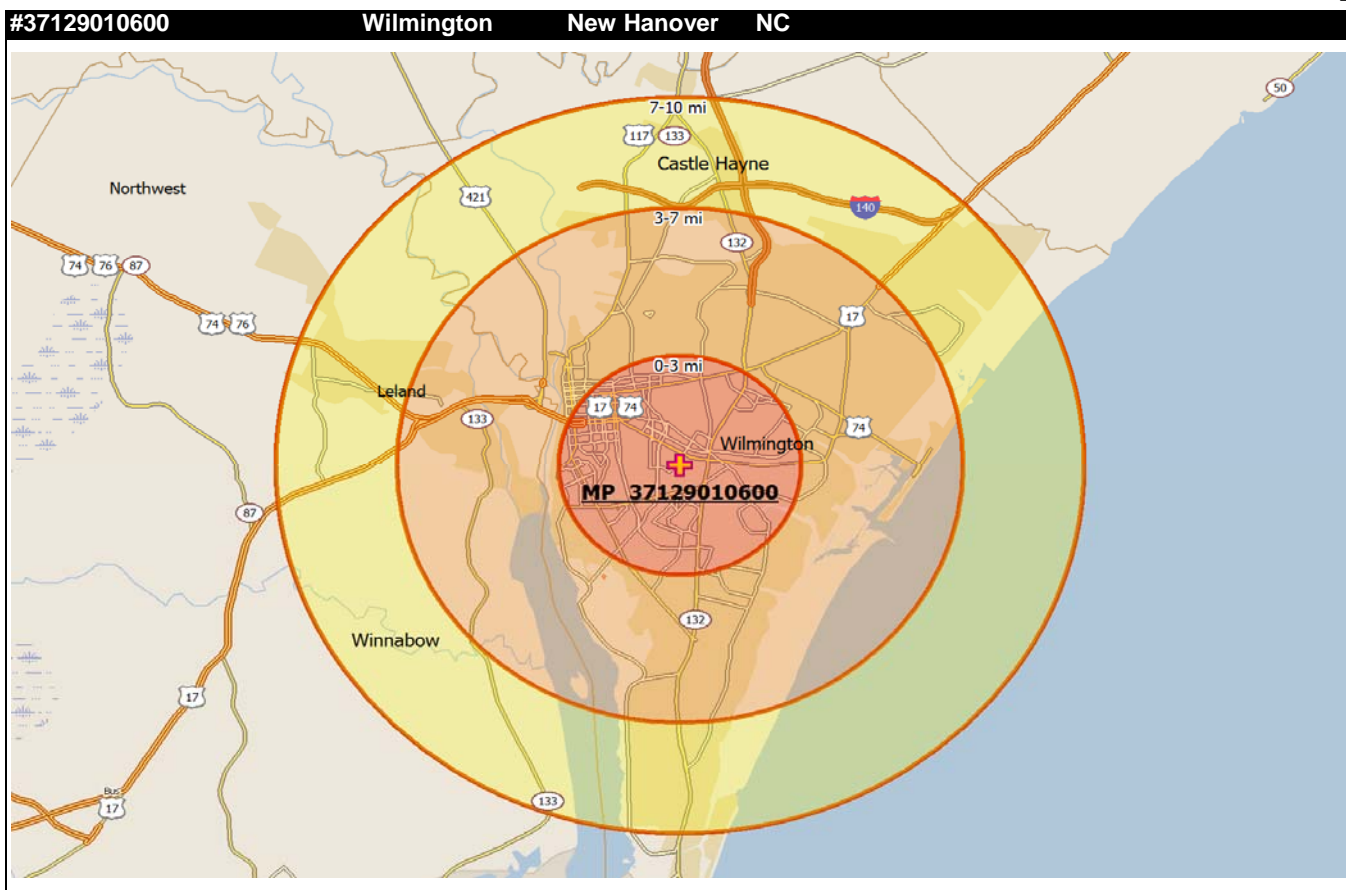 #37129010600 Wilmington New Hanover NC
50
7-10 mi
117 133
Castle Hayne
Northwest
421
140
3-7 mi
132
74 76 87
17
74 76
0-3 mi
Leland
17 74
133
74
Wilmington
MP_37129010600
87
132
Winnabow
17
Bus
17
133